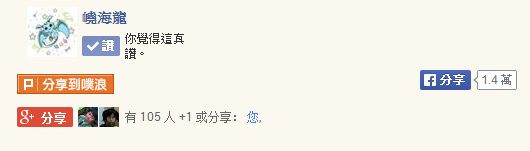 嶢海龍
讚
你覺得這真
讚。
分享到噗浪
分享
1.4 萬
分享
有 105 人 +1 或分享： 您,